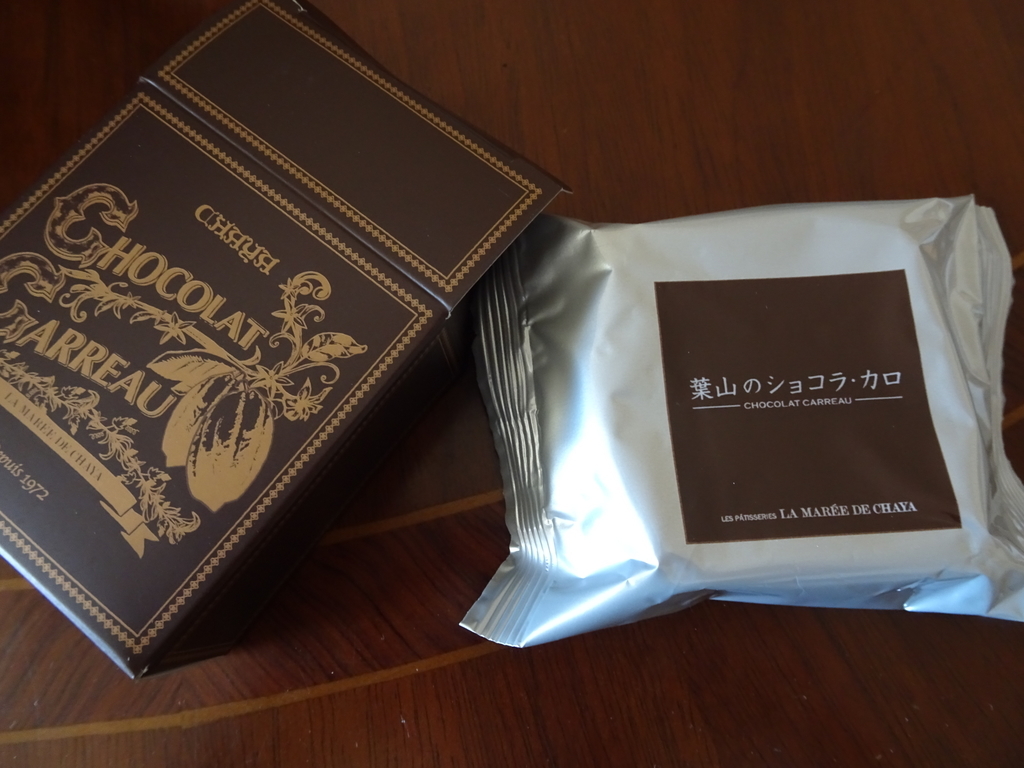 CHOCOLAT
CARREAU
LA MARÉE DE CHAYA
epuis 1972
葉山のショコラ・カロ
CHOCOLAT CARREAU
LES PÂTISSERIES LA MARÉE DE CHAYA